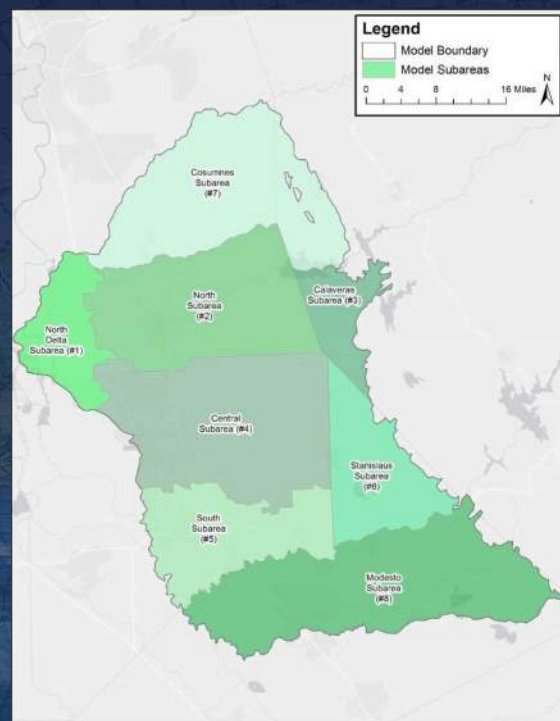 Legend
Model Boundary
Model Subareas
0 4 8 16 Miles
N
Cosumnes
Subarea
(#7)
North
Subarea
(#2)
Calaveras
Subarea (#3)
North
Delta
Subarea (#1)
Central
Subarea (#4)
Stanislaus
Subarea
(#6)
South
Subarea
(#5)
Modesto
Subarea
(#8)